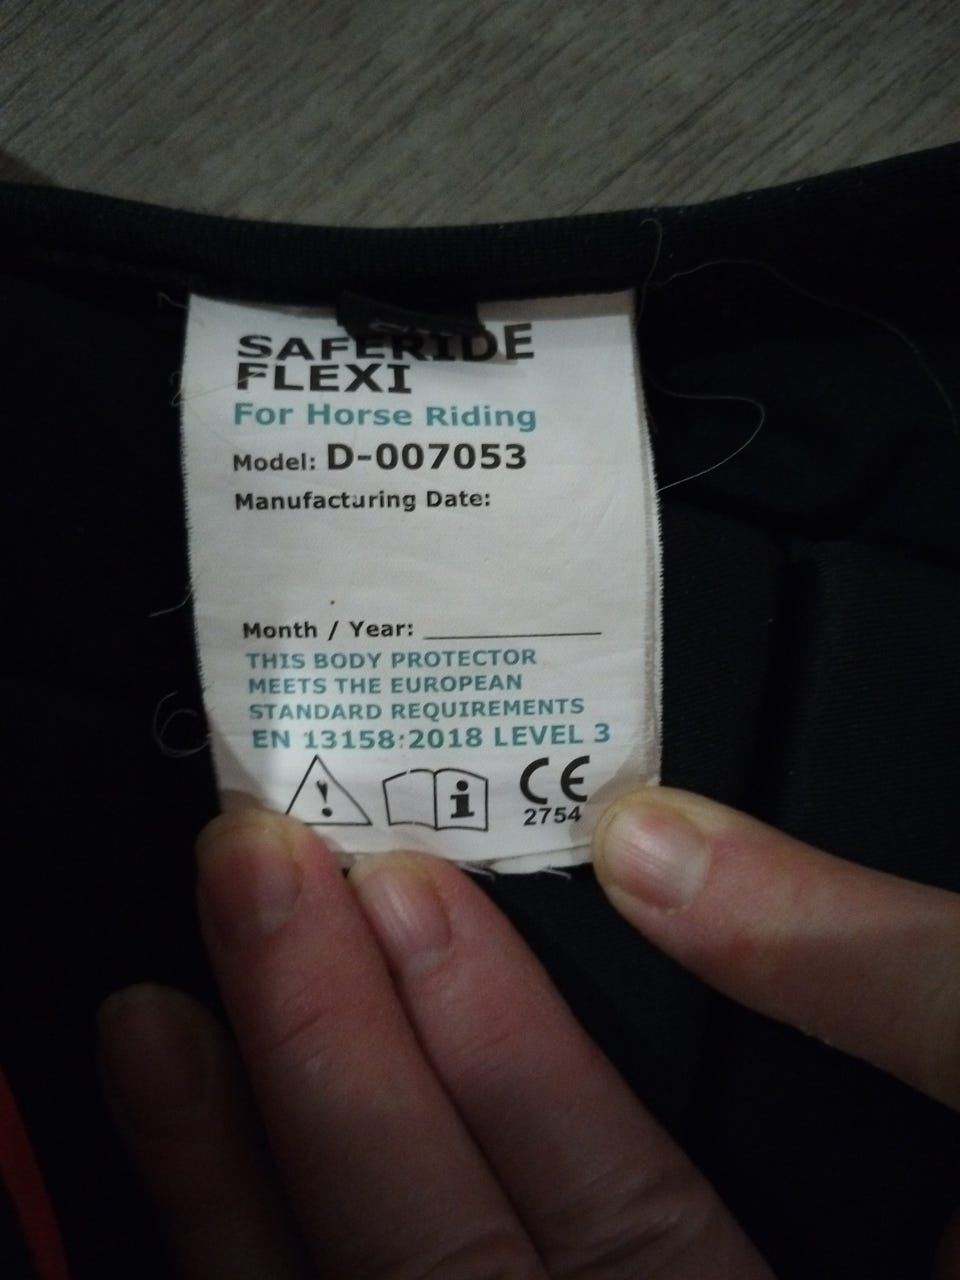 SAFERIDE
FLEXI
For Horse Riding
Model: D-007053
Manufacturing Date:
Month / Year: ____________
THIS BODY PROTECTOR
MEETS THE EUROPEAN
STANDARD REQUIREMENTS
EN 13158:2018 LEVEL 3
CE
2754